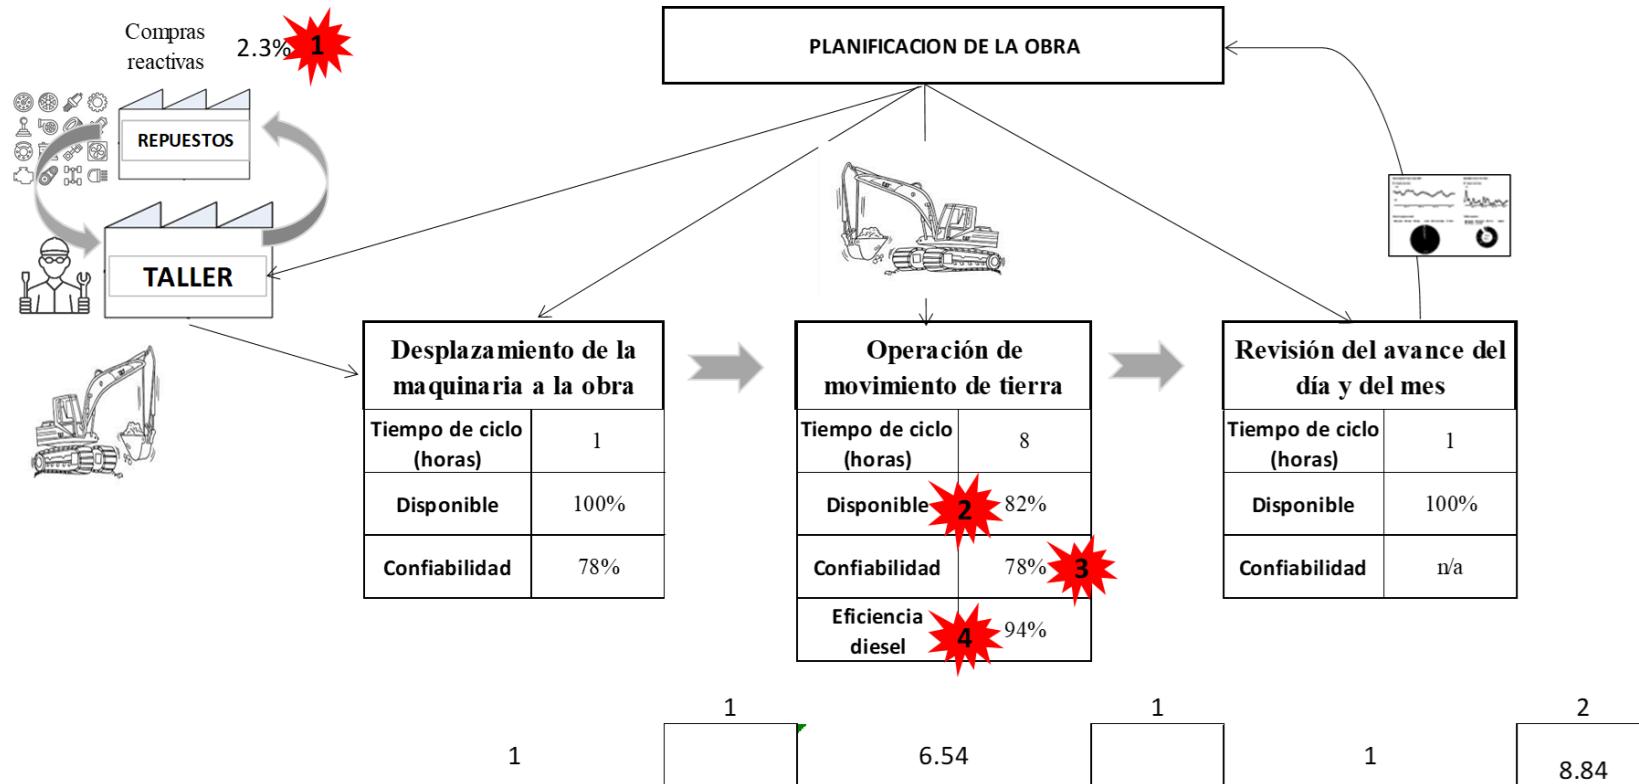 Compras
reactivas
2.3%
1
PLANIFICACION DE LA OBRA
REPUESTOS
TALLER
Desplazamiento de la
maquinaria a la obra
Tiempo de ciclo
(horas)
1
Disponible
100%
Confiabilidad
78%
Operación de
movimiento de tierra
Tiempo de ciclo
(horas)
8
Disponible
2
82%
Confiabilidad
78%
3
Eficiencia
diesel
4
94%
Revisión del avance del
día y del mes
Tiempo de ciclo
(horas)
1
Disponible
100%
Confiabilidad
n/a
1
1
2
1
6.54
1
8.84